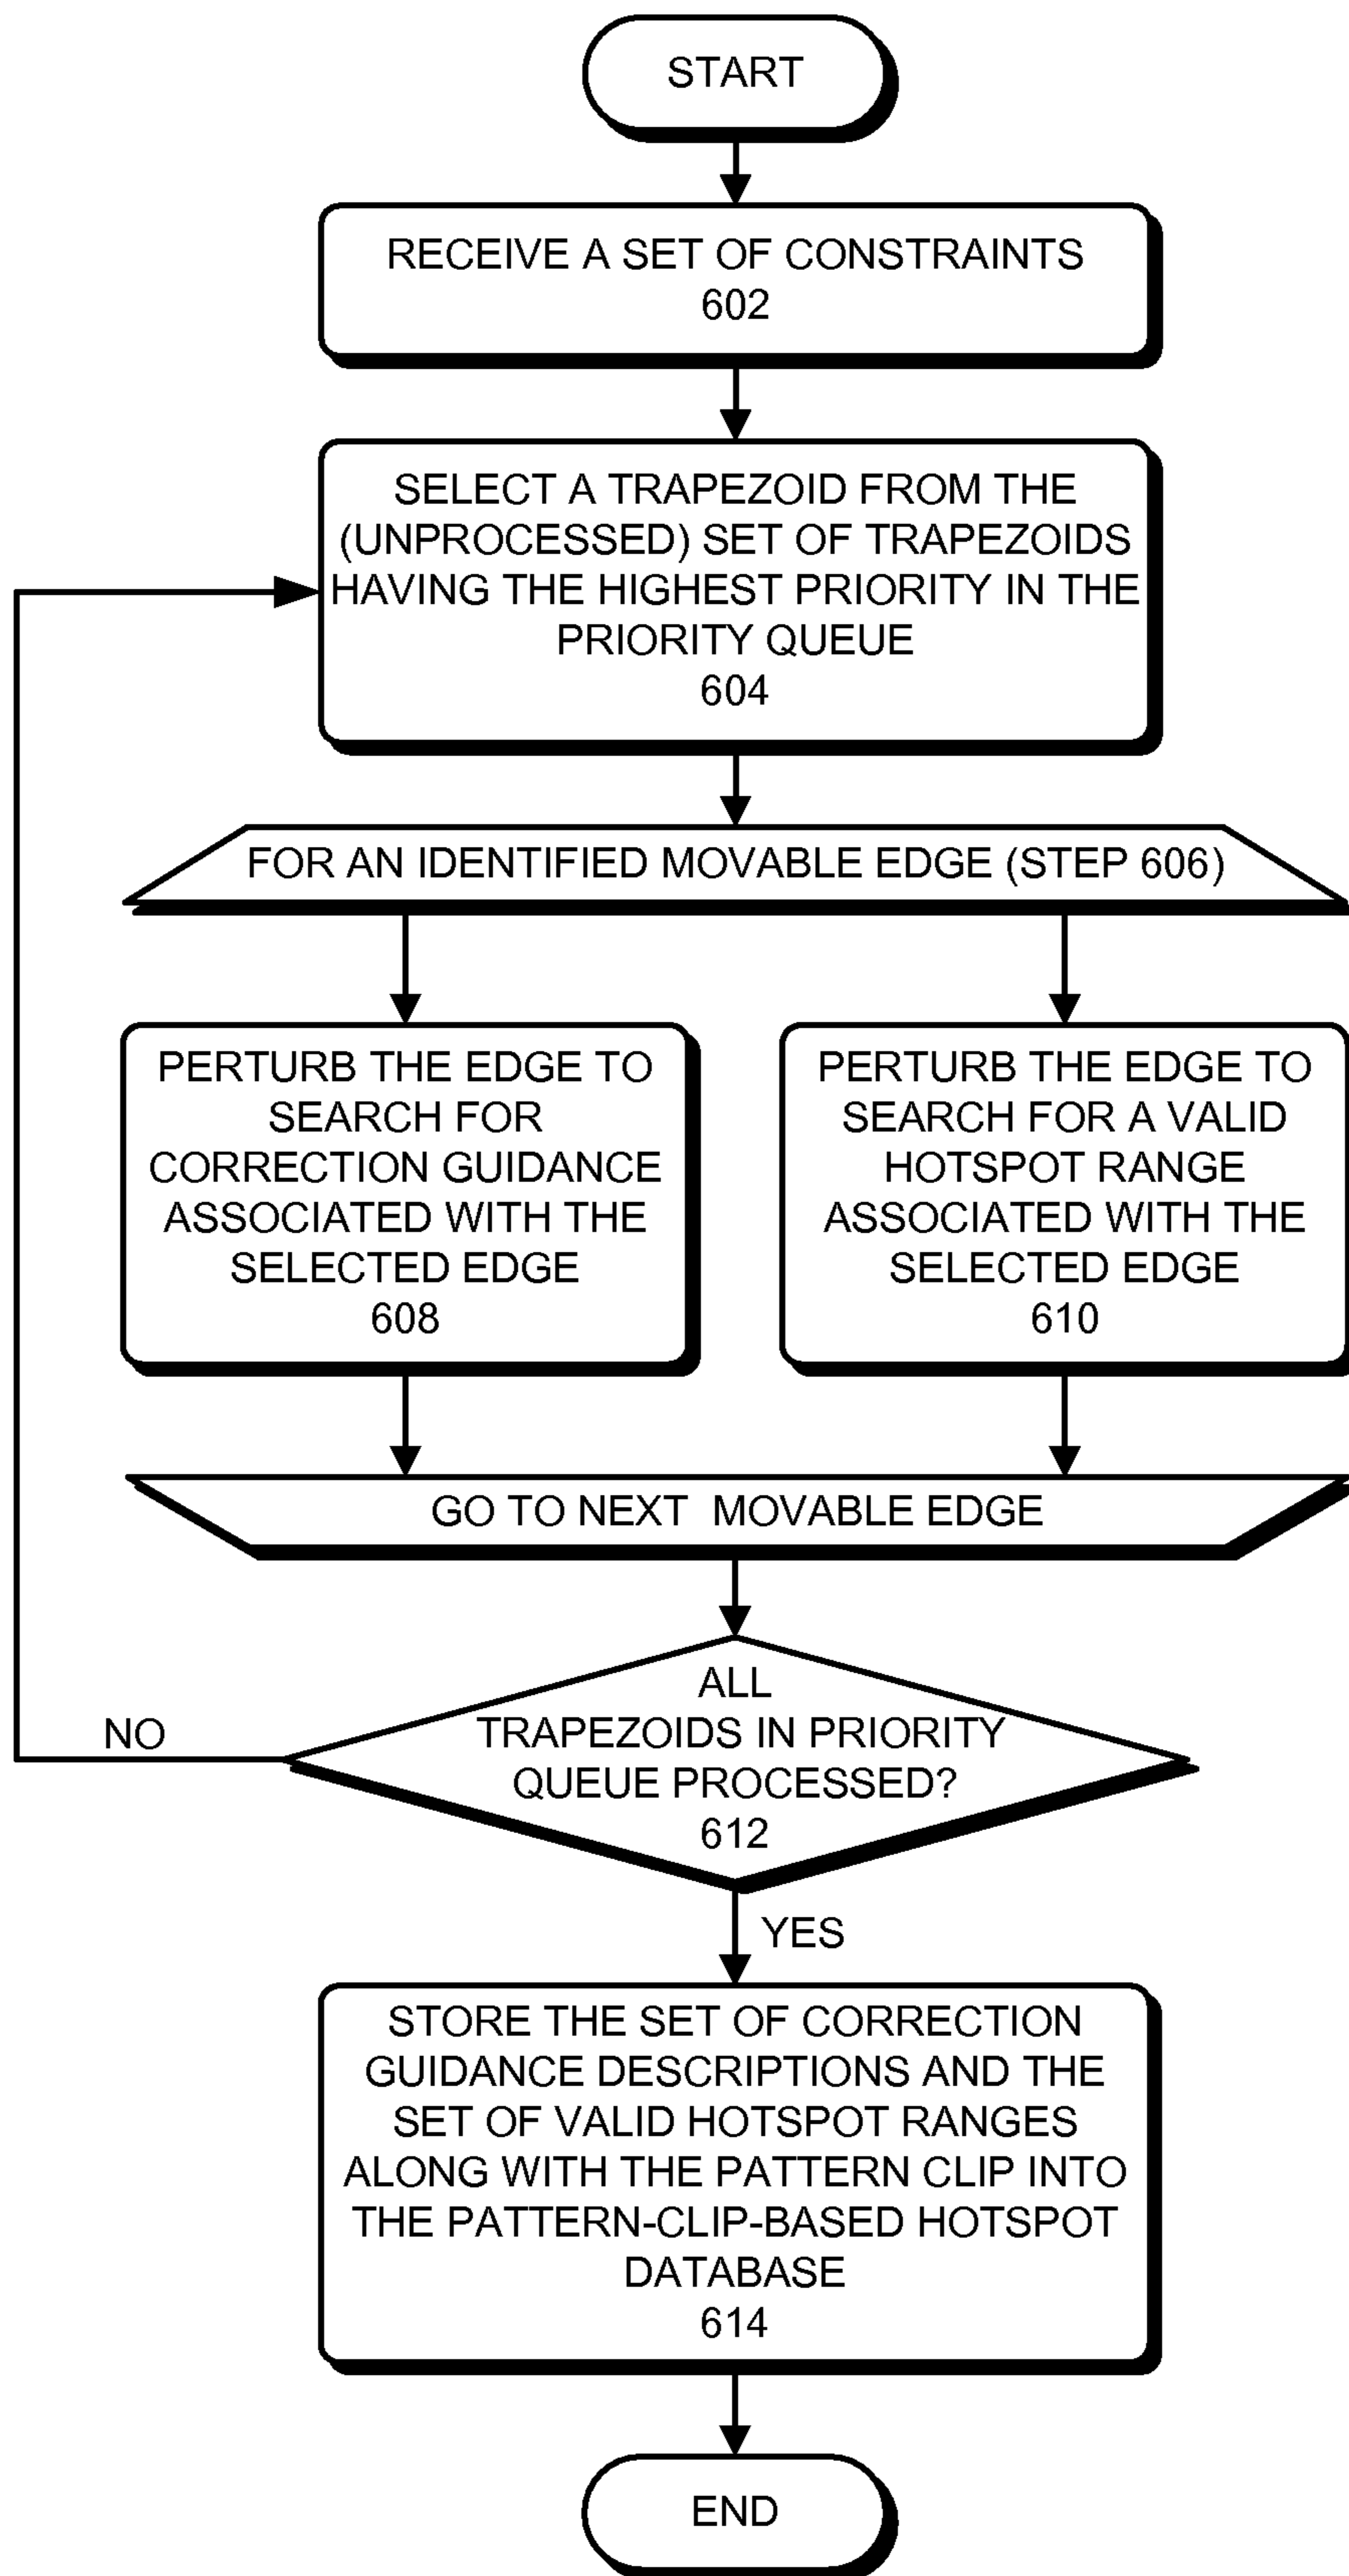 START
RECEIVE A SET OF CONSTRAINTS
602
SELECT A TRAPEZOID FROM THE
(UNPROCESSED) SET OF TRAPEZOIDS
HAVING THE HIGHEST PRIORITY IN THE
PRIORITY QUEUE
604
FOR AN IDENTIFIED MOVABLE EDGE (STEP 606)
PERTURB THE EDGE TO
SEARCH FOR
CORRECTION GUIDANCE
ASSOCIATED WITH THE
SELECTED EDGE
608
PERTURB THE EDGE TO
SEARCH FOR A VALID
HOTSPOT RANGE
ASSOCIATED WITH THE
SELECTED EDGE
610
GO TO NEXT MOVABLE EDGE
ALL
TRAPEZOIDS IN PRIORITY
QUEUE PROCESSED?
612
NO
YES
STORE THE SET OF CORRECTION
GUIDANCE DESCRIPTIONS AND THE
SET OF VALID HOTSPOT RANGES
ALONG WITH THE PATTERN CLIP INTO
THE PATTERN-CLIP-BASED HOTSPOT
DATABASE
614
END